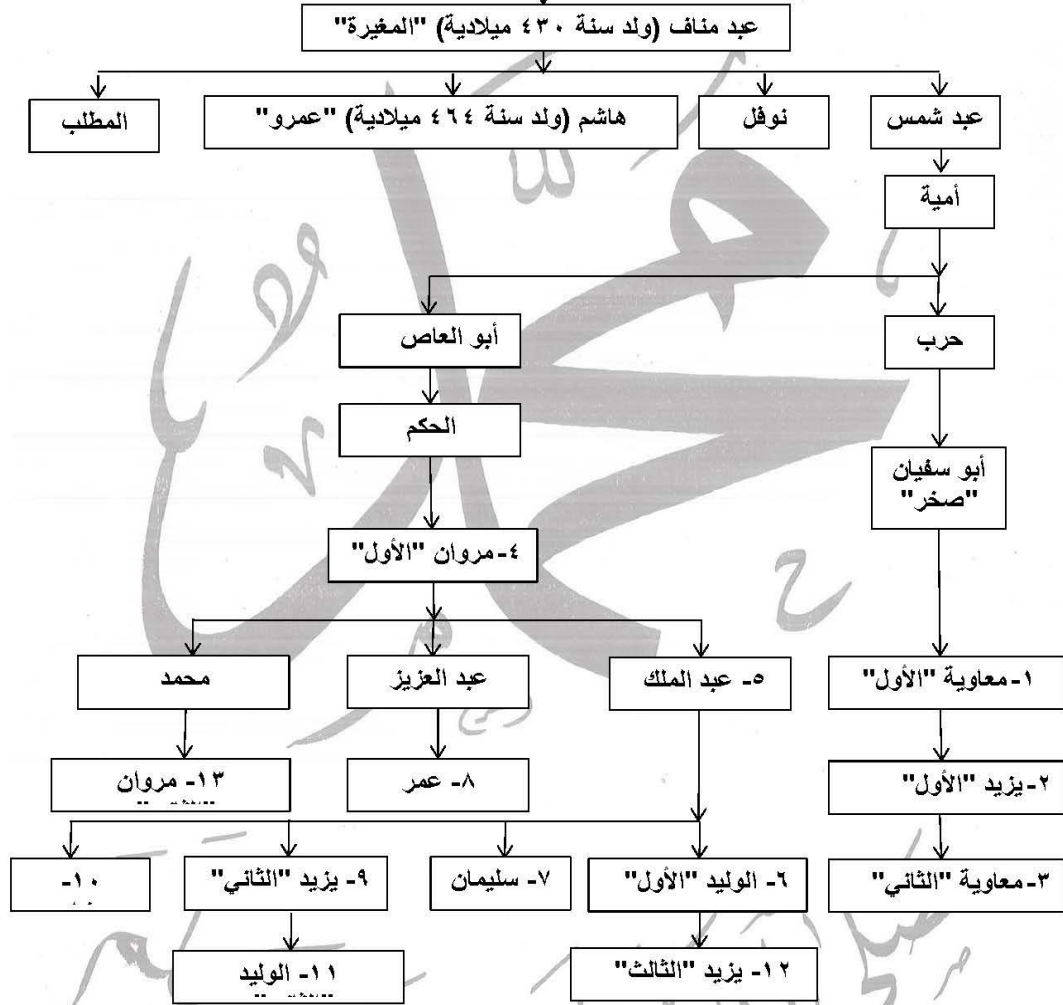 عبد مناف (ولد سنة ٤٣٠ ميلادية) "المغيرة"
عبد شمس
نوفل
هاشم (ولد سنة ٤٦٤ ميلادية) "عمرو"
المطلب
أمية
حرب
أبو العاص
الحكم
أبو سفيان
"صخر"
٤-مروان "الأول"
١-معاوية "الأول"
٥- عبد الملك
عبد العزيز
محمد
٢-يزيد "الأول"
٨- عمر
١٣- مروان
٣-معاوية "الثاني"
٦- الوليد "الأول"
٧- سليمان
٩- يزيد "الثاني"
١٠-
١٢- يزيد "الثالث"
١١- الوليد
محمد